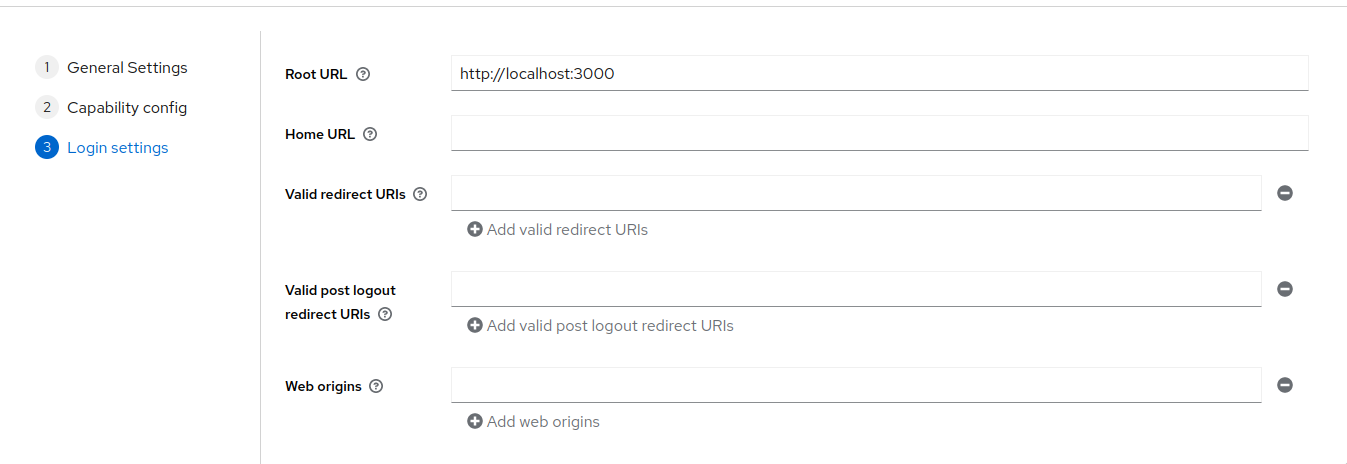 1 General Settings
2 Capability config
3 Login settings
Root URL
http://localhost:3000
Home URL
Valid redirect URIs
Add valid redirect URIs
Valid post logout
redirect URIs
Add valid post logout redirect URIs
Web origins
Add web origins